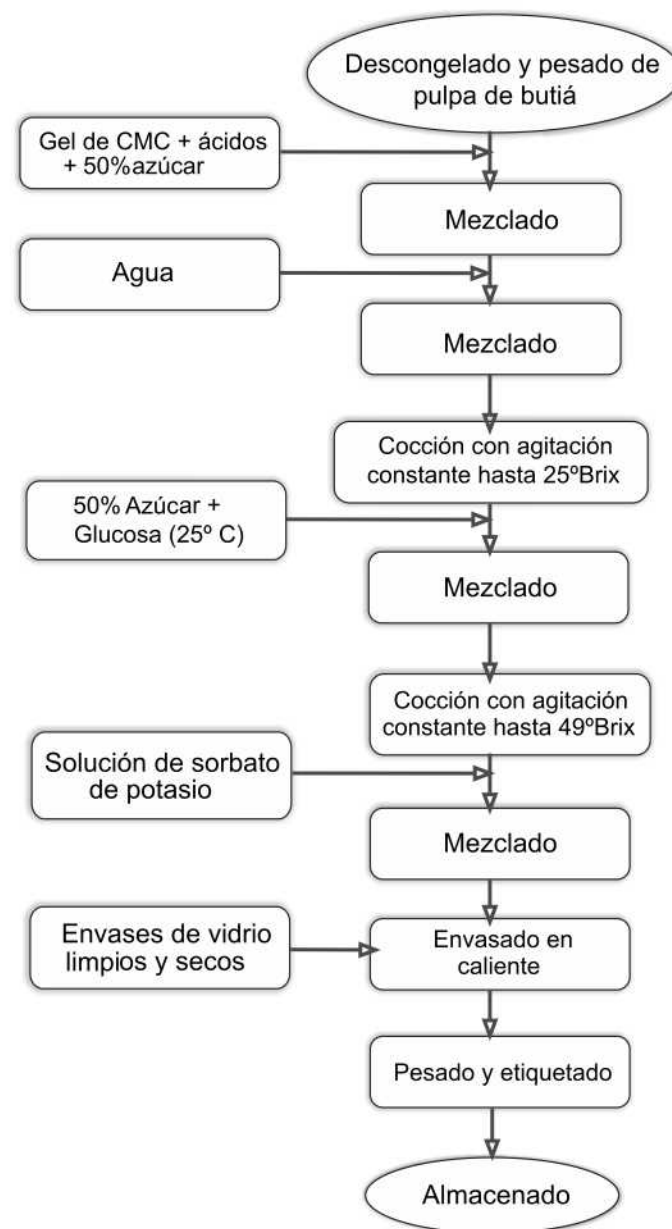 Descongelado y pesado de
pulpa de butiá
Gel de CMC + ácidos
+ 50%azúcar
Mezclado
Agua
Mezclado
Cocción con agitación
constante hasta 25ºBrix
50% Azúcar +
Glucosa (25º C)
Mezclado
Cocción con agitación
constante hasta 49ºBrix
Solución de sorbato
de potasio
Mezclado
Envases de vidrio
limpios y secos
Envasado en
caliente
Pesado y etiquetado
Almacenado